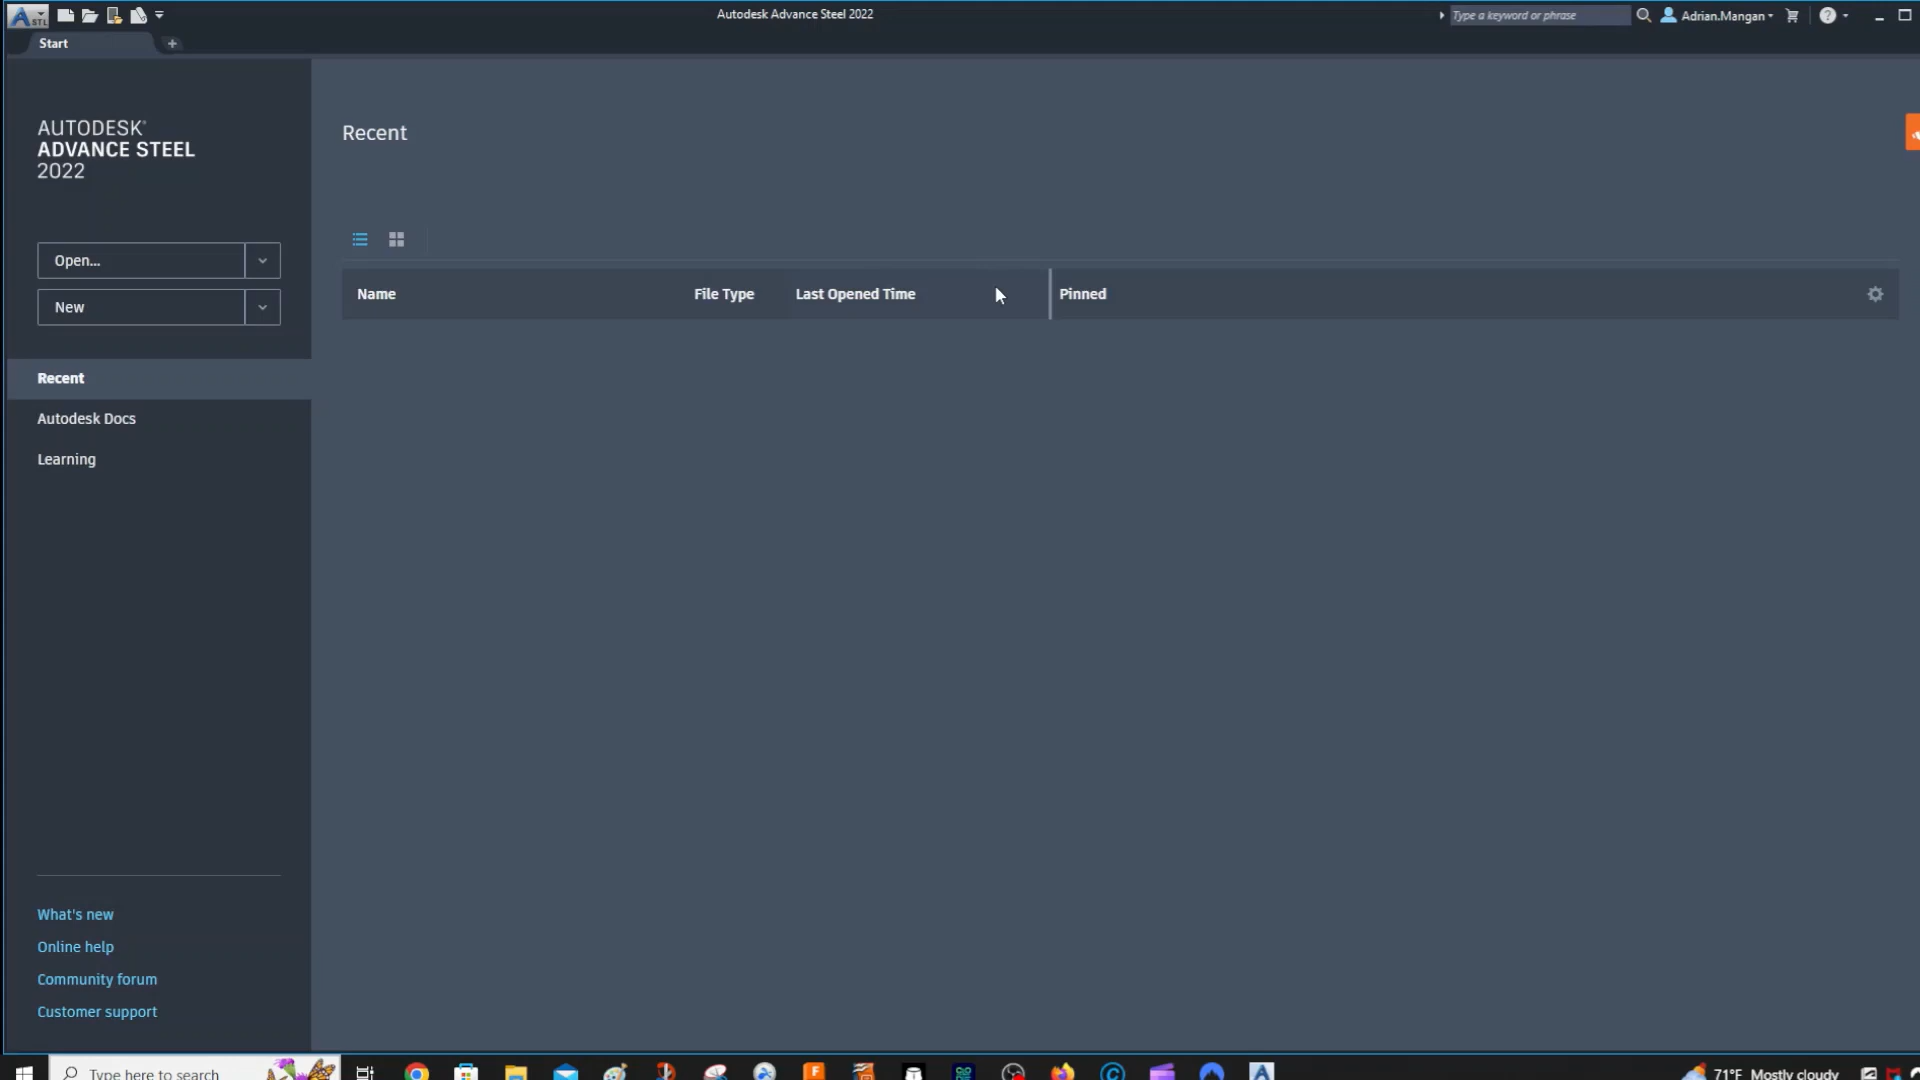 STL
Autodesk Advance Steel 2022
Type a keyword or phrase
Adrian.Mangan
Start
AUTODESK®
ADVANCE STEEL
2022
Recent
Open...
New
Name File Type Last Opened Time Pinned
Recent
Autodesk Docs
Learning
What's new
Online help
Community forum
Customer support
Type here to search
71°F Mostly cloudy